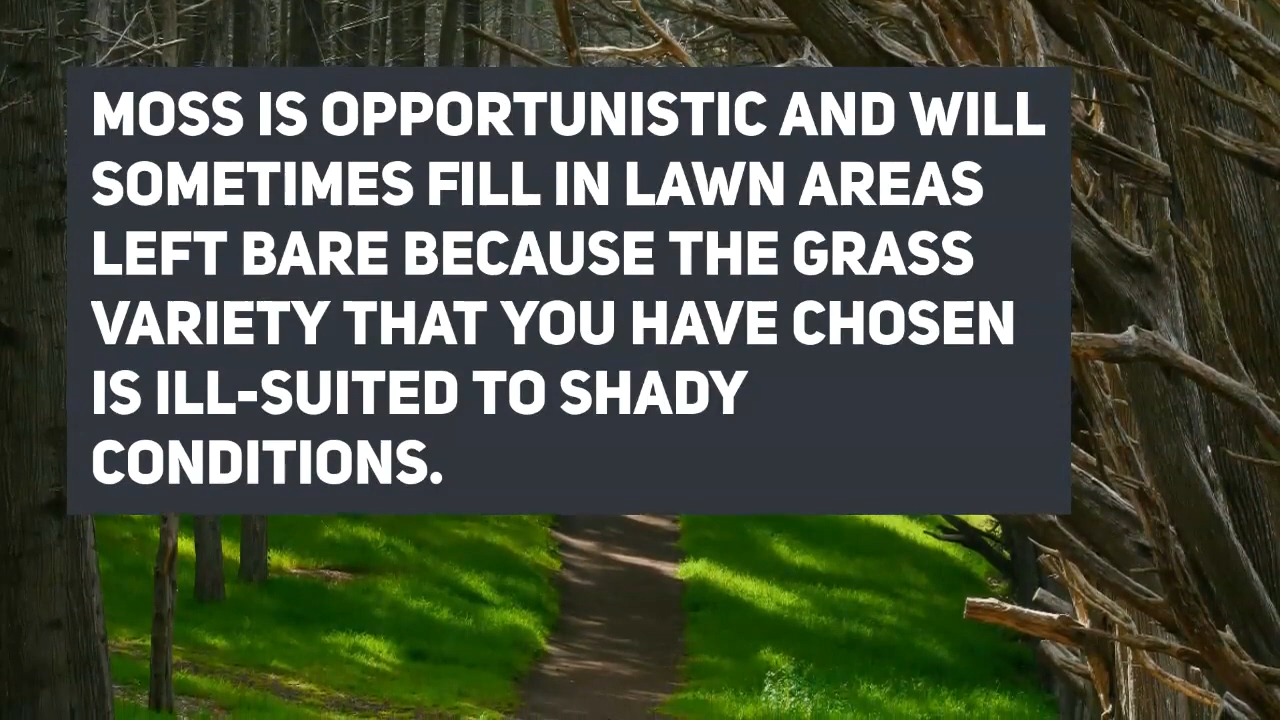 MOSS IS OPPORTUNISTIC AND WILL
SOMETIMES FILL IN LAWN AREAS
LEFT BARE BECAUSE THE GRASS
VARIETY THAT YOU HAVE CHOSEN
IS ILL-SUITED TO SHADY
CONDITIONS.